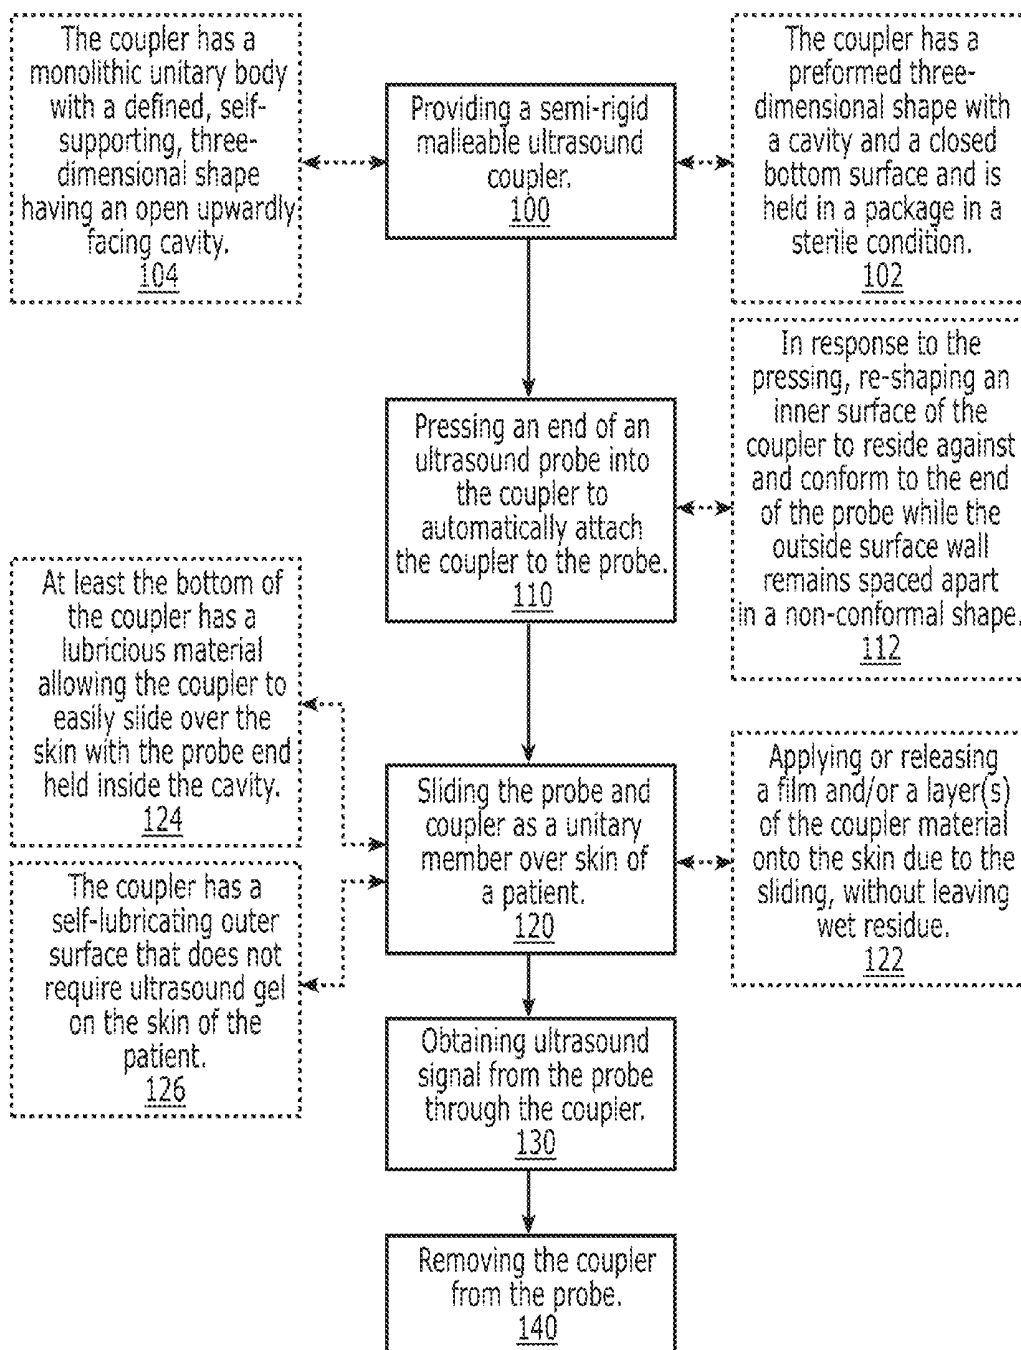 The coupler has a
monolithic unitary body
with a defined, self-
supporting, three-
dimensional shape
having an open upwardly
facing cavity.
104
Providing a semi-rigid
malleable ultrasound
coupler.
100
The coupler has a
preformed three-
dimensional shape with
a cavity and a closed
bottom surface and is
held in a package in a
sterile condition.
102
Pressing an end of an
ultrasound probe into
the coupler to
automatically attach
the coupler to the probe.
110
In response to the
pressing, re-shaping an
inner surface of the
coupler to reside against
and conform to the end
of the probe while the
outside surface wall
remains spaced apart
in a non-conformal shape.
112
At least the bottom of
the coupler has a
lubricious material
allowing the coupler to
easily slide over the
skin with the probe end
held inside the cavity.
124
Sliding the probe and
coupler as a unitary
member over skin of
a patient.
120
Applying or releasing
a film and/or a layer(s)
of the coupler material
onto the skin due to the
sliding, without leaving
wet residue.
122
The coupler has a
self-lubricating outer
surface that does not
require ultrasound gel
on the skin of the
patient.
126
Obtaining ultrasound
signal from the probe
through the coupler.
130
Removing the coupler
from the probe.
140